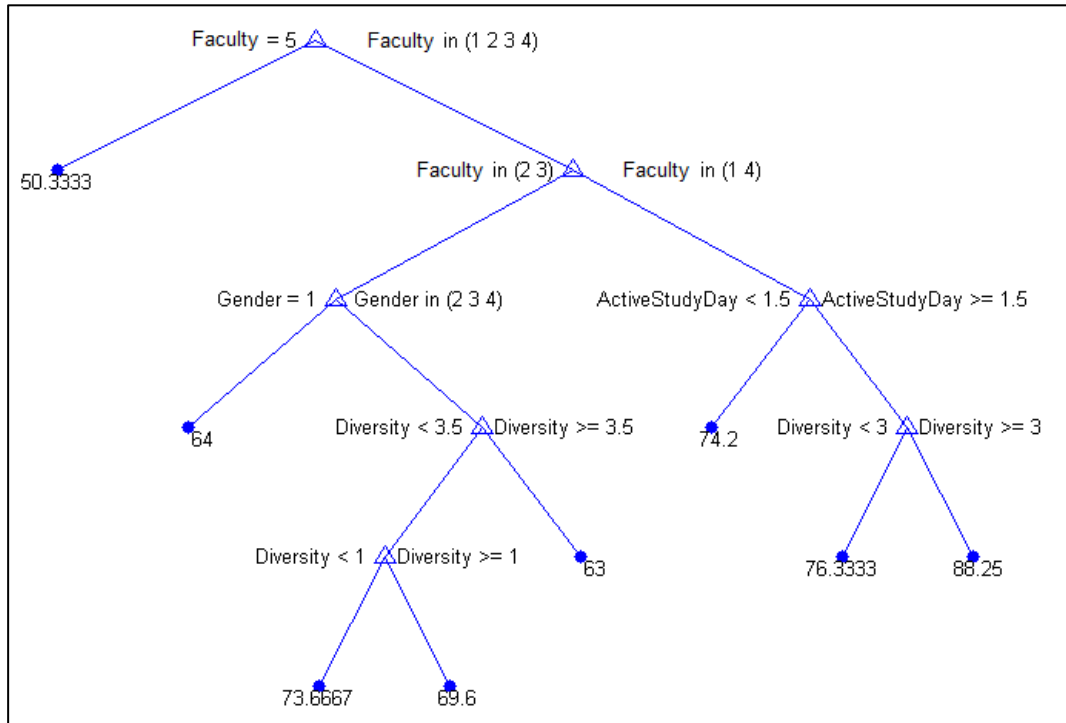 Faculty = 5 Faculty in (1 2 3 4)
50.3333
Faculty in (2 3) Faculty in (1 4)
Gender = 1 Gender in (2 3 4)
ActiveStudyDay < 1.5 ActiveStudyDay >= 1.5
64
Diversity < 3.5 Diversity >= 3.5
74.2
Diversity < 3 Diversity >= 3
Diversity < 1 Diversity >= 1
63
76.3333
88.25
73.6667
69.6